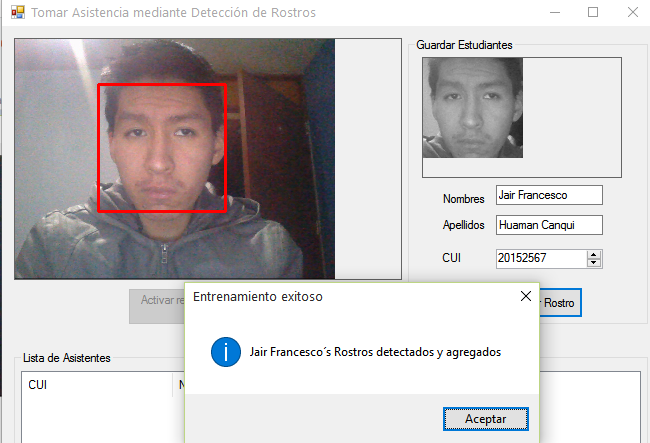 Tomar Asistencia mediante Detección de Rostros
Guardar Estudiantes
Nombres
Jair Francesco
Apellidos
Huaman Canqui
CUI
20152567
Activar
Rostro
Entrenamiento exitoso
Jair Francesco´s Rostros detectados y agregados
Aceptar
Lista de Asistentes
CUI